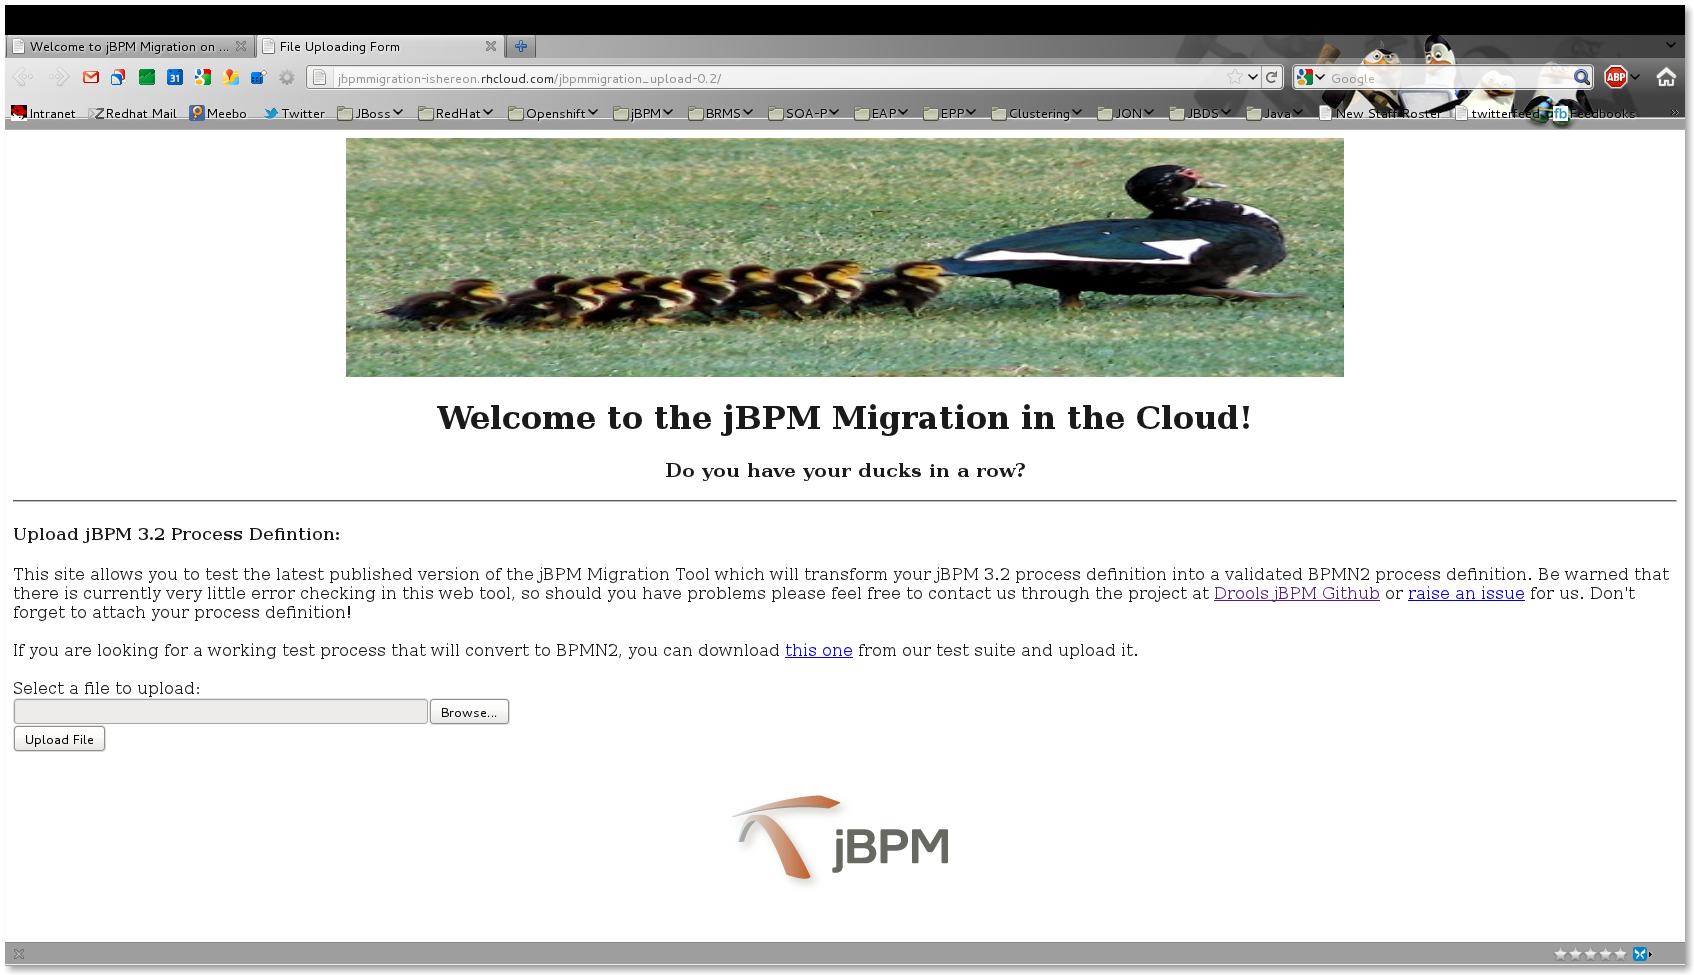 Welcome to jBPM Migration on ...
File Uploading Form
31
jbpmmigration-ishereon.rhcloud.com/jbpmmigration_upload-0.2/
Google
ABP
Intranet Redhat Mail Meebo Twitter JBoss RedHat Openshift jBPM BRMS SOA-P EAP EPP Clustering JON JBDS Java New Staff Roster twitterfeed fb Feedbooks »
Welcome to the jBPM Migration in the Cloud!
Do you have your ducks in a row?
Upload jBPM 3.2 Process Defintion:
This site allows you to test the latest published version of the jBPM Migration Tool which will transform your jBPM 3.2 process definition into a validated BPMN2 process definition. Be warned that
there is currently very little error checking in this web tool, so should you have problems please feel free to contact us through the project at Drools jBPM Github or raise an issue for us. Don't
forget to attach your process definition!
If you are looking for a working test process that will convert to BPMN2, you can download this one from our test suite and upload it.
Select a file to upload:
Browse...
Upload File
jBPM